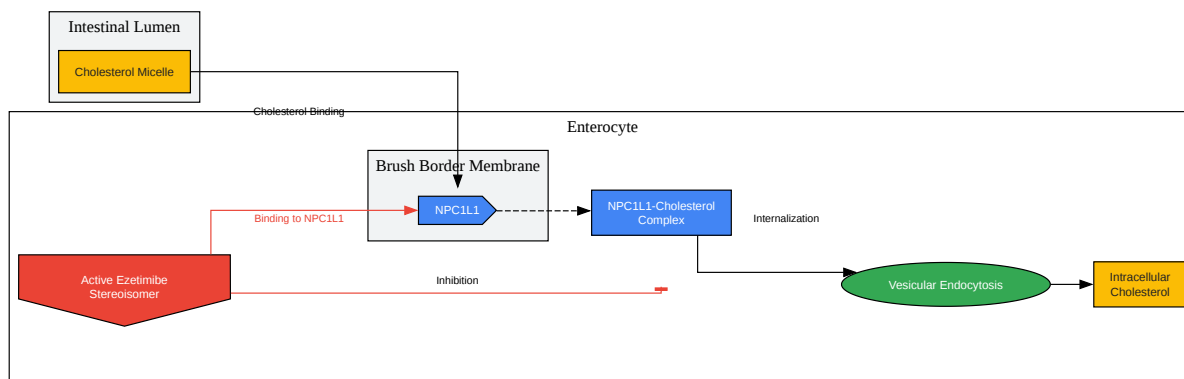 Intestinal Lumen
Cholesterol Micelle
Cholesterol Binding
Enterocyte
Brush Border Membrane
NPC1L1
NPC1L1-Cholesterol
Complex
Binding to NPC1L1
Internalization
Active Ezetimibe
Stereoisomer
Inhibition
Vesicular Endocytosis
Intracellular
Cholesterol